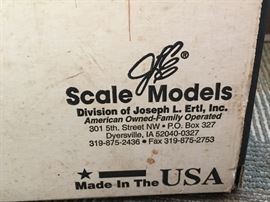 JLE®
Scale Models
Division of Joseph L. Ertl, Inc.
American Owned-Family Operated
301 5th. Street NW • P.O. Box 327
Dyersville, IA 52040-0327
319-875-2436 • Fax 319-875-2753
Made In The USA